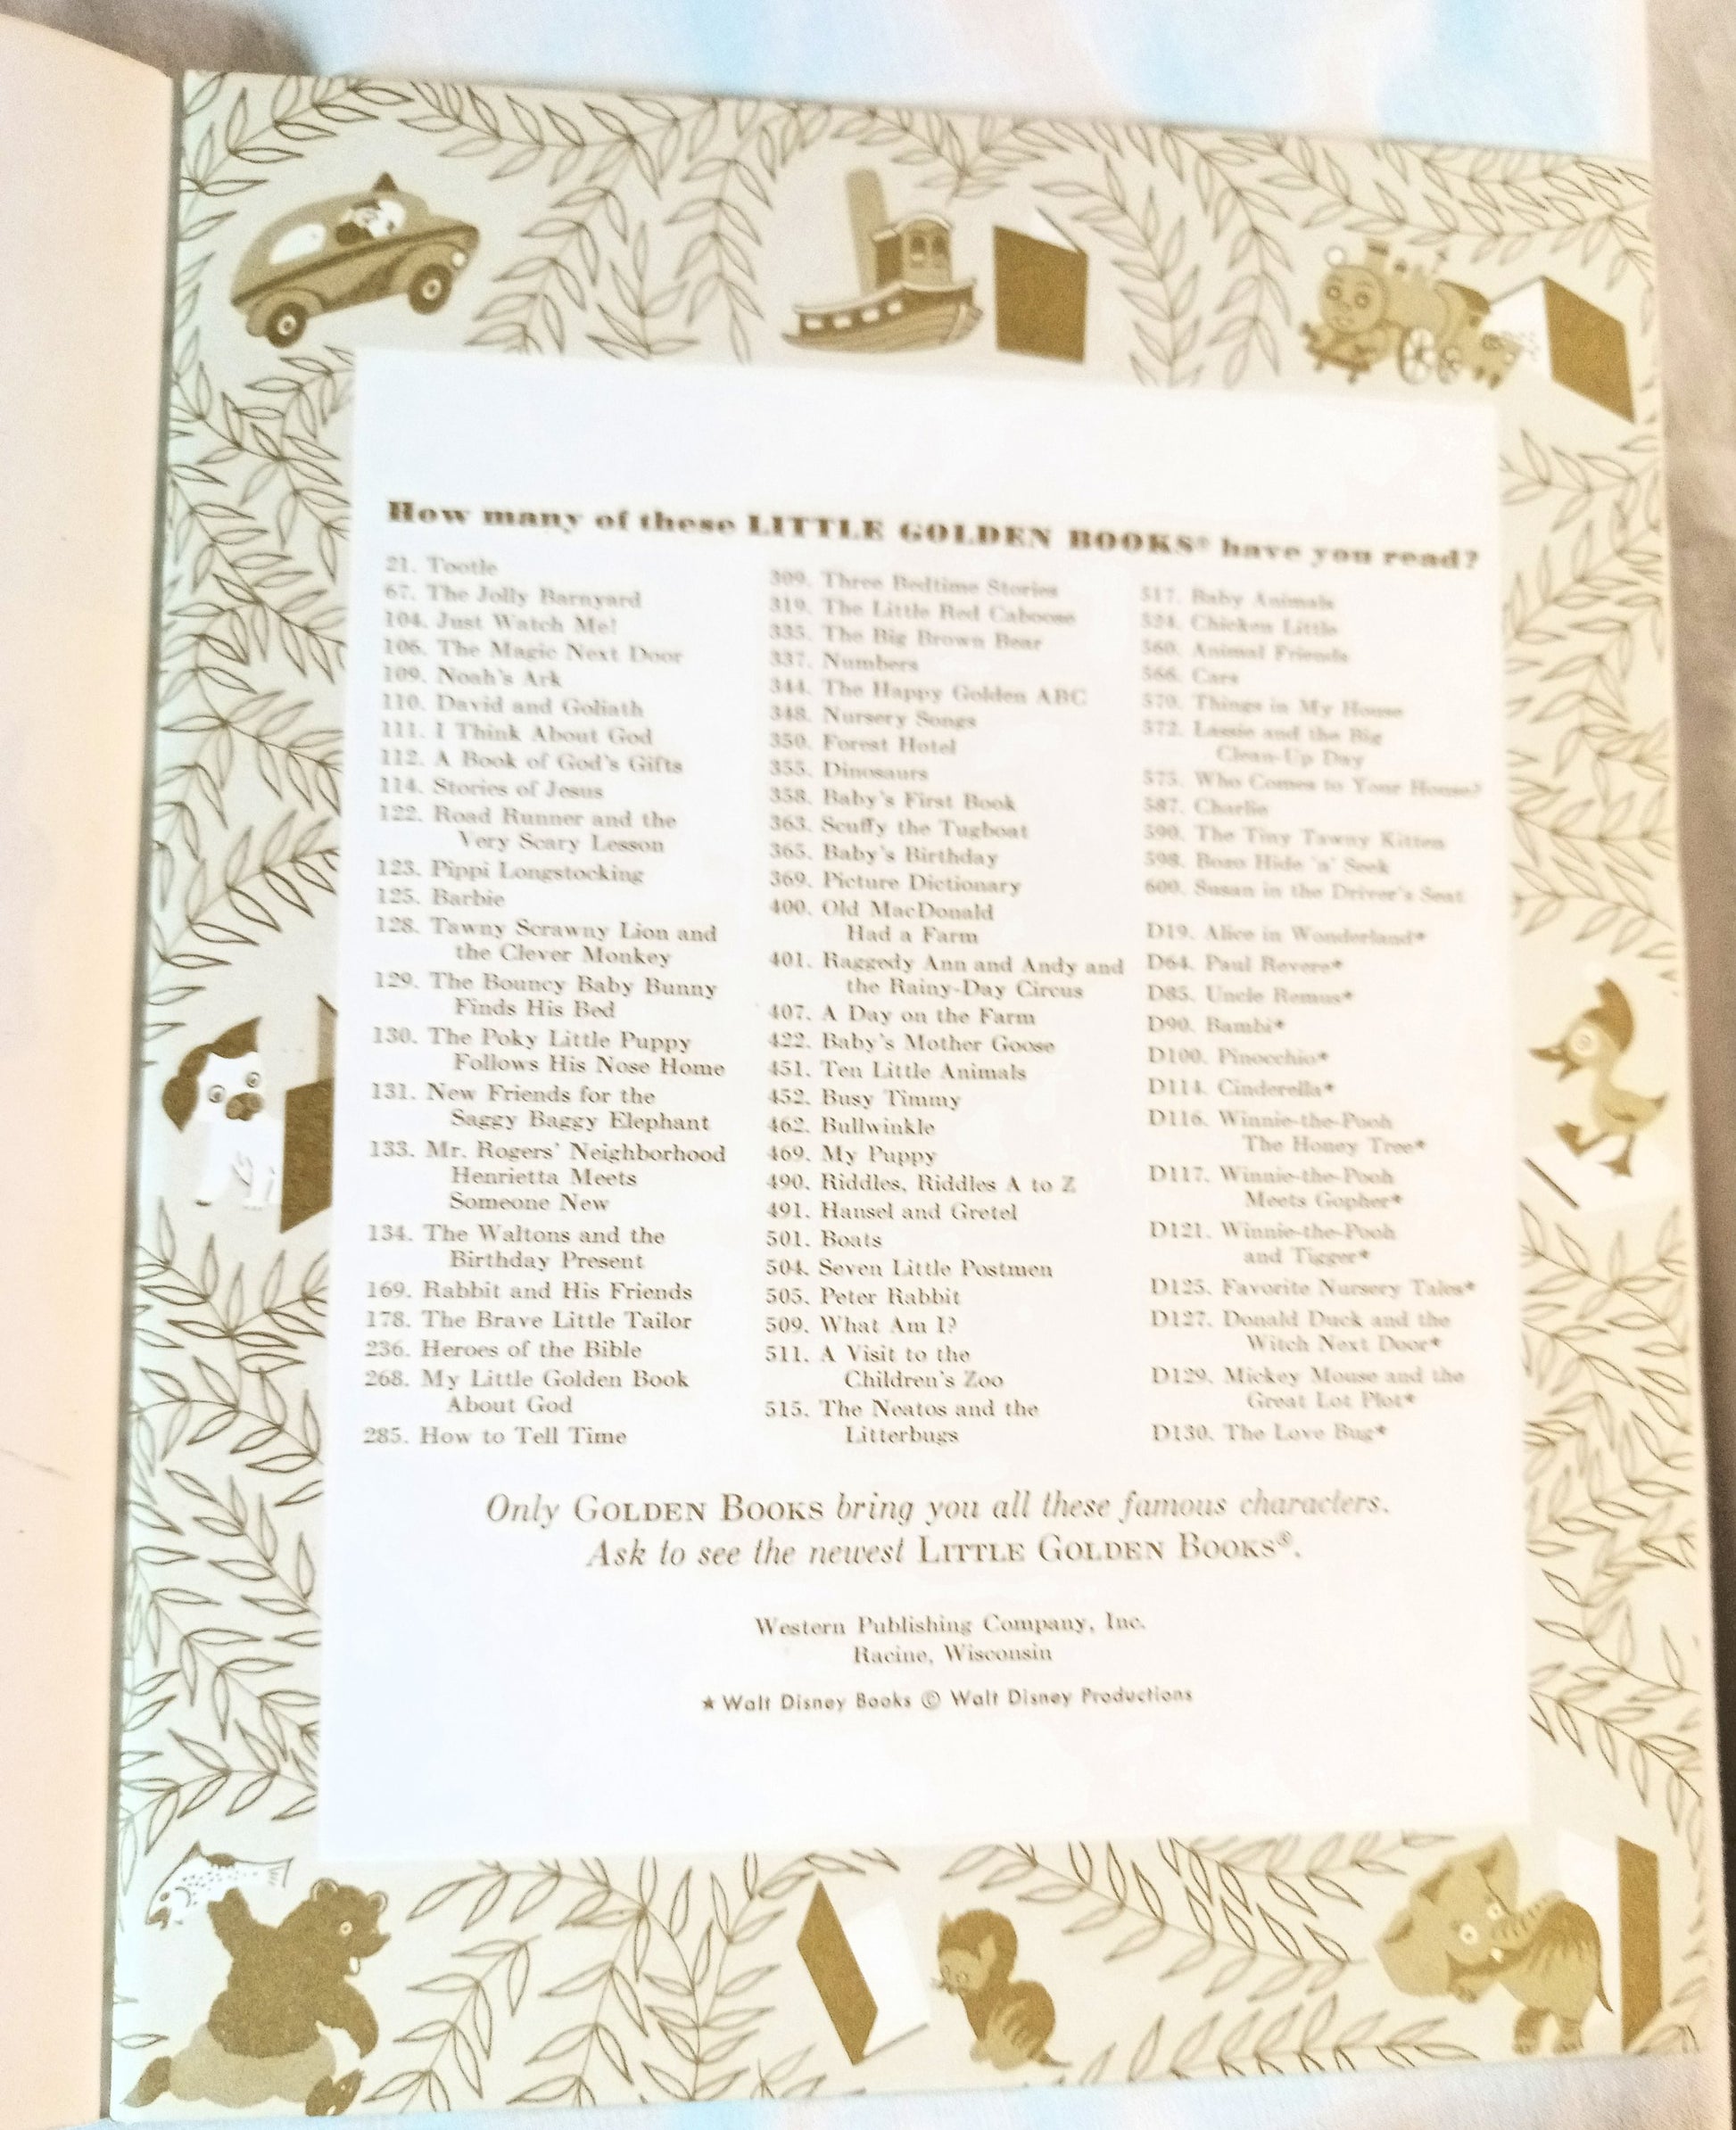 How many of these LITTLE GOLDEN BOOKS® have you read?
21. Tootle
67. The Jolly Barnyard
104. Just Watch Me!
106. The Magic Next Door
109. Noah's Ark
110. David and Goliath
111. I Think About God
112. A Book of God's Gifts
114. Stories of Jesus
122. Road Runner and the
Very Scary Lesson
123. Pippi Longstocking
125. Barbie
128. Tawny Scrawny Lion and
the Clever Monkey
129. The Bouncy Baby Bunny
Finds His Bed
130. The Poky Little Puppy
Follows His Nose Home
131. New Friends for the
Saggy Baggy Elephant
133. Mr. Rogers' Neighborhood
Henrietta Meets
Someone New
134. The Waltons and the
Birthday Present
169. Rabbit and His Friends
178. The Brave Little Tailor
236. Heroes of the Bible
268. My Little Golden Book
About God
285. How to Tell Time
309. Three Bedtime Stories
319. The Little Red Caboose
335. The Big Brown Bear
337. Numbers
344. The Happy Golden ABC
348. Nursery Songs
350. Forest Hotel
355. Dinosaurs
358. Baby's First Book
363. Scuffy the Tugboat
365. Baby's Birthday
369. Picture Dictionary
400. Old MacDonald
Had a Farm
401. Raggedy Ann and Andy and
the Rainy-Day Circus
407. A Day on the Farm
422. Baby's Mother Goose
451. Ten Little Animals
452. Busy Timmy
462. Bullwinkle
469. My Puppy
490. Riddles, Riddles A to Z
491. Hansel and Gretel
501. Boats
504. Seven Little Postmen
505. Peter Rabbit
509. What Am I?
511. A Visit to the
Children's Zoo
515. The Neatos and the
Litterbugs
517. Baby Animals
524. Chicken Little
560. Animal Friends
566. Cars
570. Things in My House
572. Lassie and the Big
Clean-Up Day
575. Who Comes to Your House?
587. Charlie
590. The Tiny Tawny Kitten
598. Bozo Hide 'n' Seek
600. Susan in the Driver's Seat
D19. Alice in Wonderland*
D64. Paul Revere*
D85. Uncle Remus*
D90. Bambi*
D100. Pinocchio*
D114. Cinderella*
D116. Winnie-the-Pooh
The Honey Tree*
D117. Winnie-the-Pooh
Meets Gopher*
D121. Winnie-the-Pooh
and Tigger*
D125. Favorite Nursery Tales*
D127. Donald Duck and the
Witch Next Door*
D129. Mickey Mouse and the
Great Lot Plot*
D130. The Love Bug*
Only GOLDEN BOOKS bring you all these famous characters.
Ask to see the newest LITTLE GOLDEN BOOKS®.
Western Publishing Company, Inc.
Racine, Wisconsin
★ Walt Disney Books © Walt Disney Productions